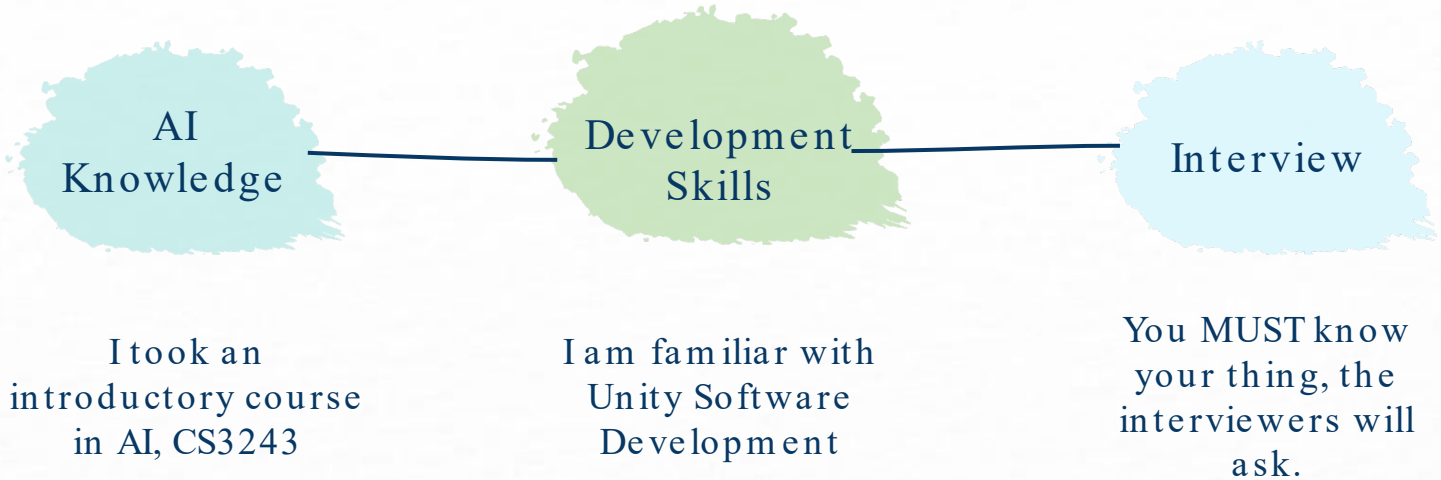 AI
Knowledge
Development
Skills
Interview
I took an
introductory course
in AI, CS3243
I am familiar with
Unity Software
Development
You MUST know
your thing, the
interviewers will
ask.